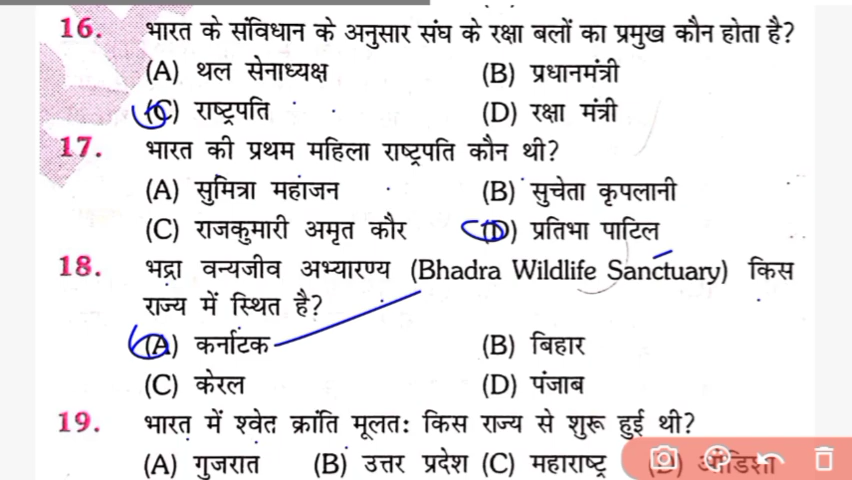 16. भारत के संविधान के अनुसार संघ के रक्षा बलों का प्रमुख कौन होता है?
(A) थल सेनाध्यक्ष (B) प्रधानमंत्री
(C) राष्ट्रपति (D) रक्षा मंत्री
17. भारत की प्रथम महिला राष्ट्रपति कौन थी?
(A) सुमित्रा महाजन (B) सुचेता कृपलानी
(C) राजकुमारी अमृत कौर (D) प्रतिभा पाटिल
18. भद्रा वन्यजीव अभ्यारण्य (Bhadra Wildlife Sanctuary) किस
राज्य में स्थित है?
(A) कर्नाटक (B) बिहार
(C) केरल (D) पंजाब
19. भारत में श्वेत क्रांति मूलत: किस राज्य से शुरू हुई थी?
(A) गुजरात (B) उत्तर प्रदेश (C) महाराष्ट्र (D) ओडिशा